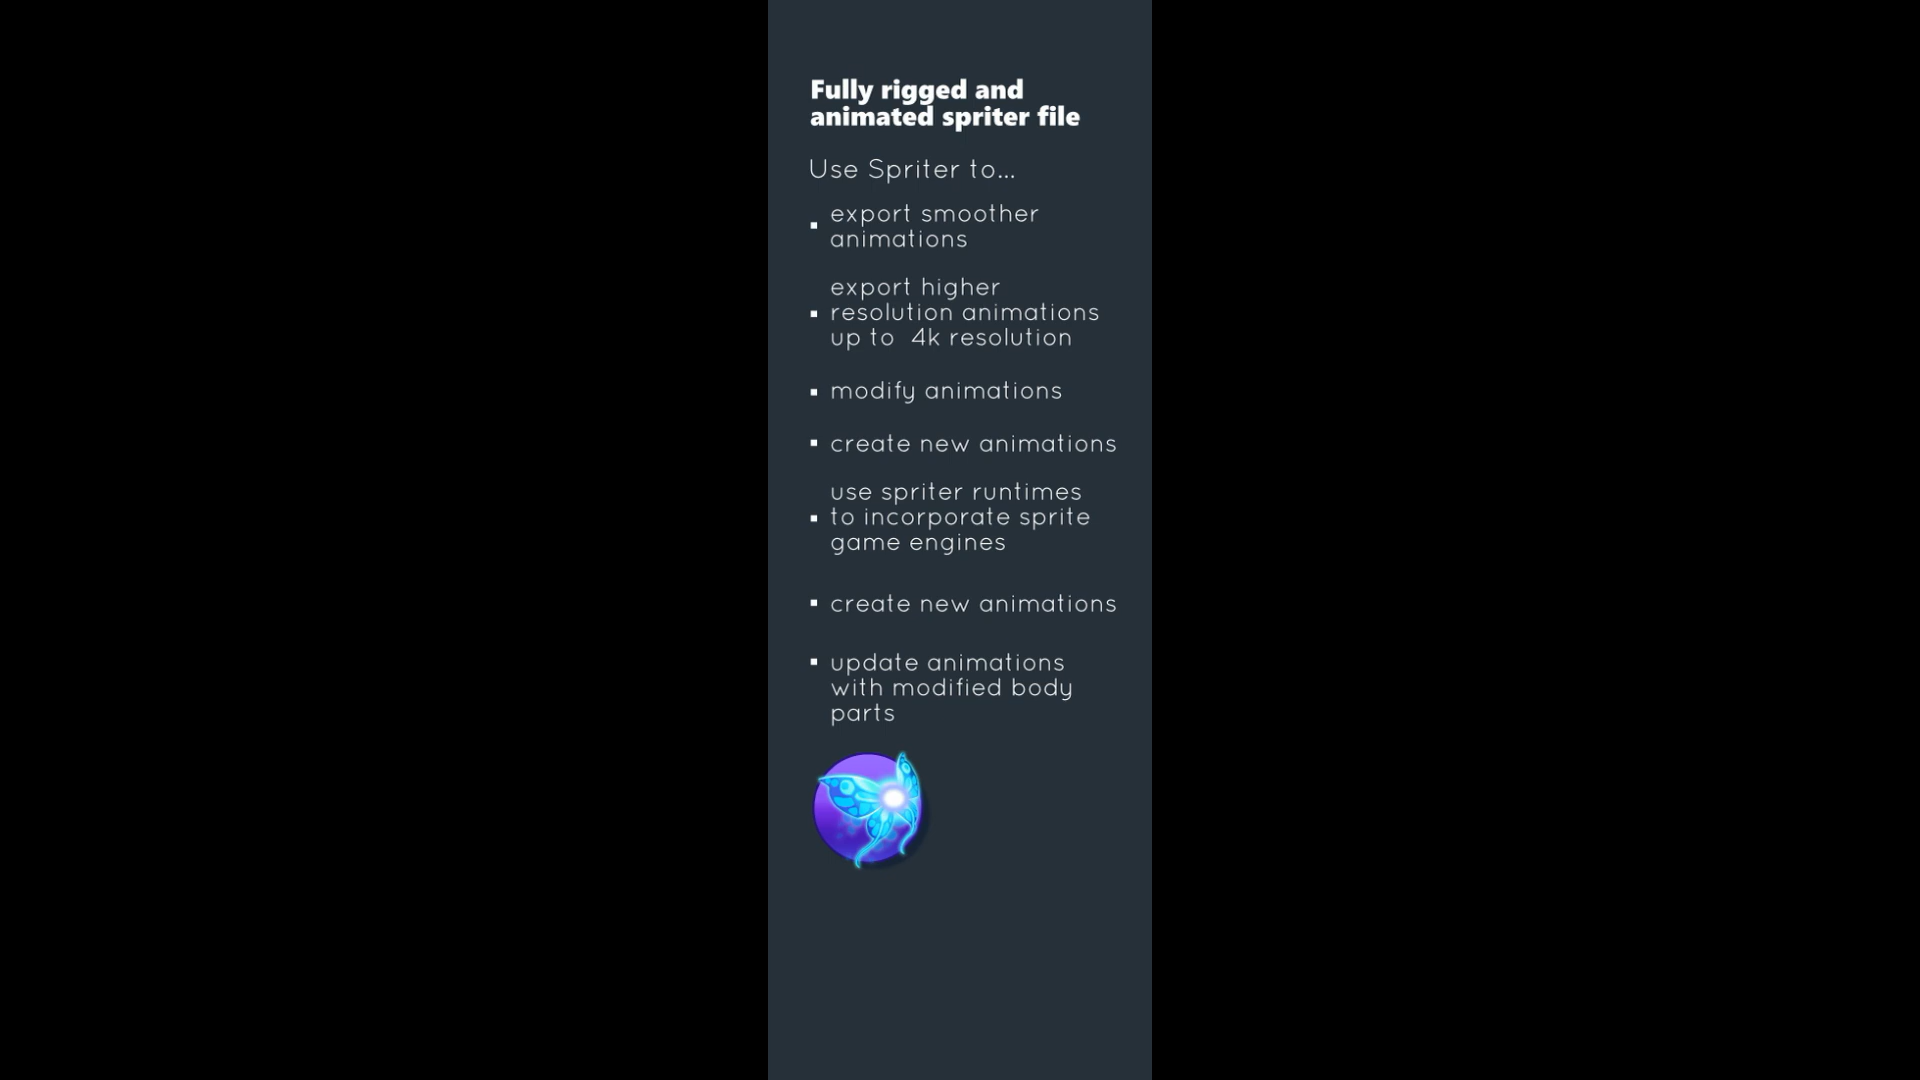 Fully rigged and
animated spriter file
Use Spriter to...
▪ export smoother
animations
export higher
▪ resolution animations
up to  4k resolution
▪ modify animations
▪ create new animations
use spriter runtimes
▪ to incorporate sprite
game engines
▪ create new animations
▪ update animations
with modified body
parts